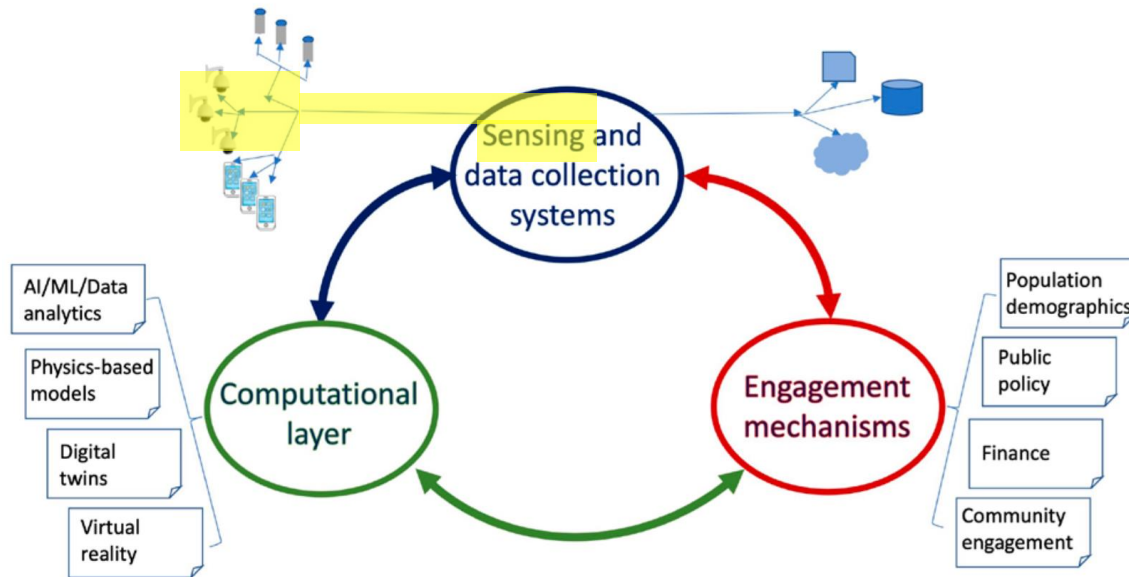 Sensing and
data collection
systems
AI/ML/Data
analytics
Physics-based
models
Digital
twins
Virtual
reality
Computational
layer
Engagement
mechanisms
Population
demographics
Public
policy
Finance
Community
engagement